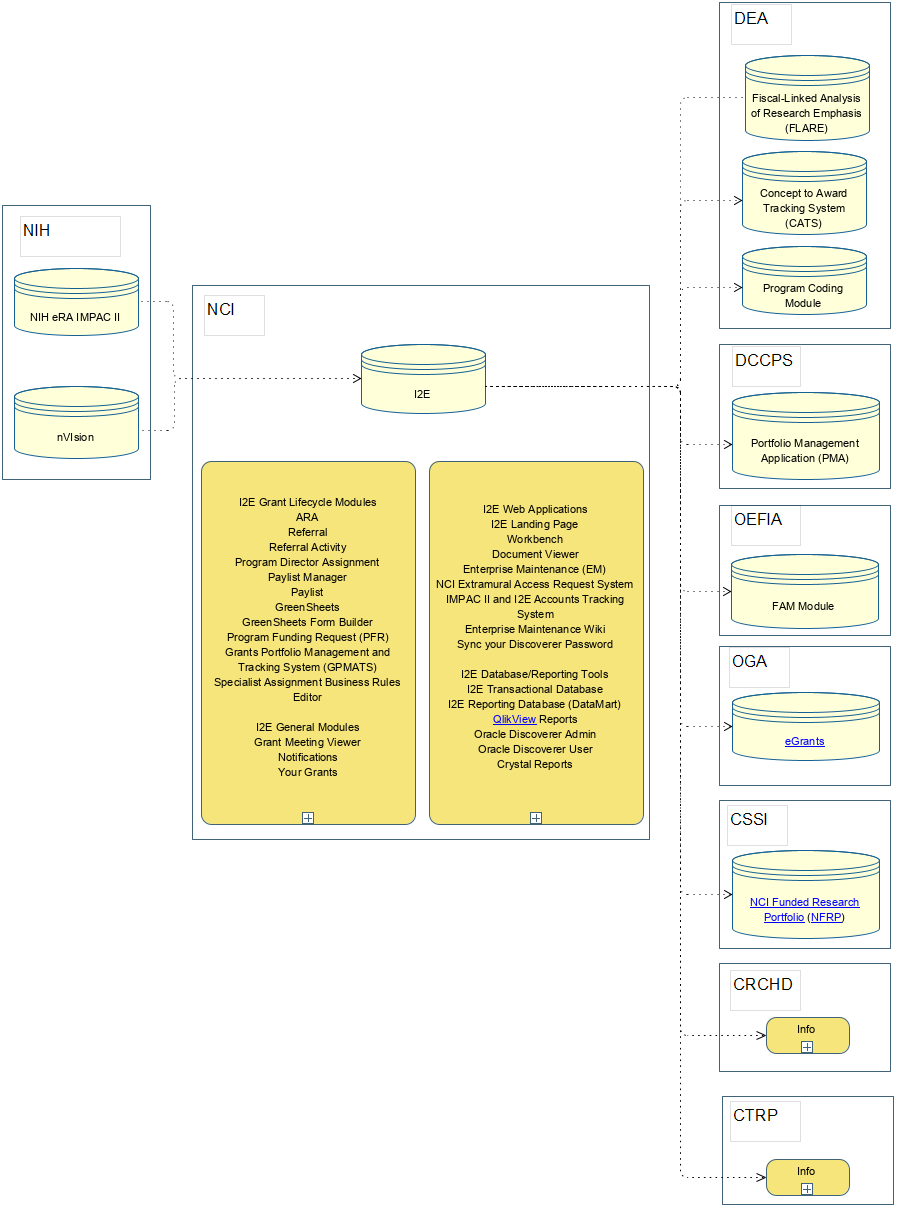 NIH
NIH eRA IMPAC II
nVIsion
NCI
I2E
I2E Grant Lifecycle Modules
ARA
Referral
Referral Activity
Program Director Assignment
Paylist Manager
Paylist
GreenSheets
GreenSheets Form Builder
Program Funding Request (PFR)
Grants Portfolio Management and
Tracking System (GPMATS)
Specialist Assignment Business Rules
Editor
I2E General Modules
Grant Meeting Viewer
Notifications
Your Grants
I2E Web Applications
I2E Landing Page
Workbench
Document Viewer
Enterprise Maintenance (EM)
NCI Extramural Access Request System
IMPAC II and I2E Accounts Tracking
System
Enterprise Maintenance Wiki
Sync your Discoverer Password
I2E Database/Reporting Tools
I2E Transactional Database
I2E Reporting Database (DataMart)
QlikView Reports
Oracle Discoverer Admin
Oracle Discoverer User
Crystal Reports
DEA
Fiscal-Linked Analysis
of Research Emphasis
(FLARE)
Concept to Award
Tracking System
(CATS)
Program Coding
Module
DCCPS
Portfolio Management
Application (PMA)
OEFIA
FAM Module
OGA
eGrants
CSSI
NCI Funded Research
Portfolio (NFRP)
CRCHD
Info
CTRP
Info